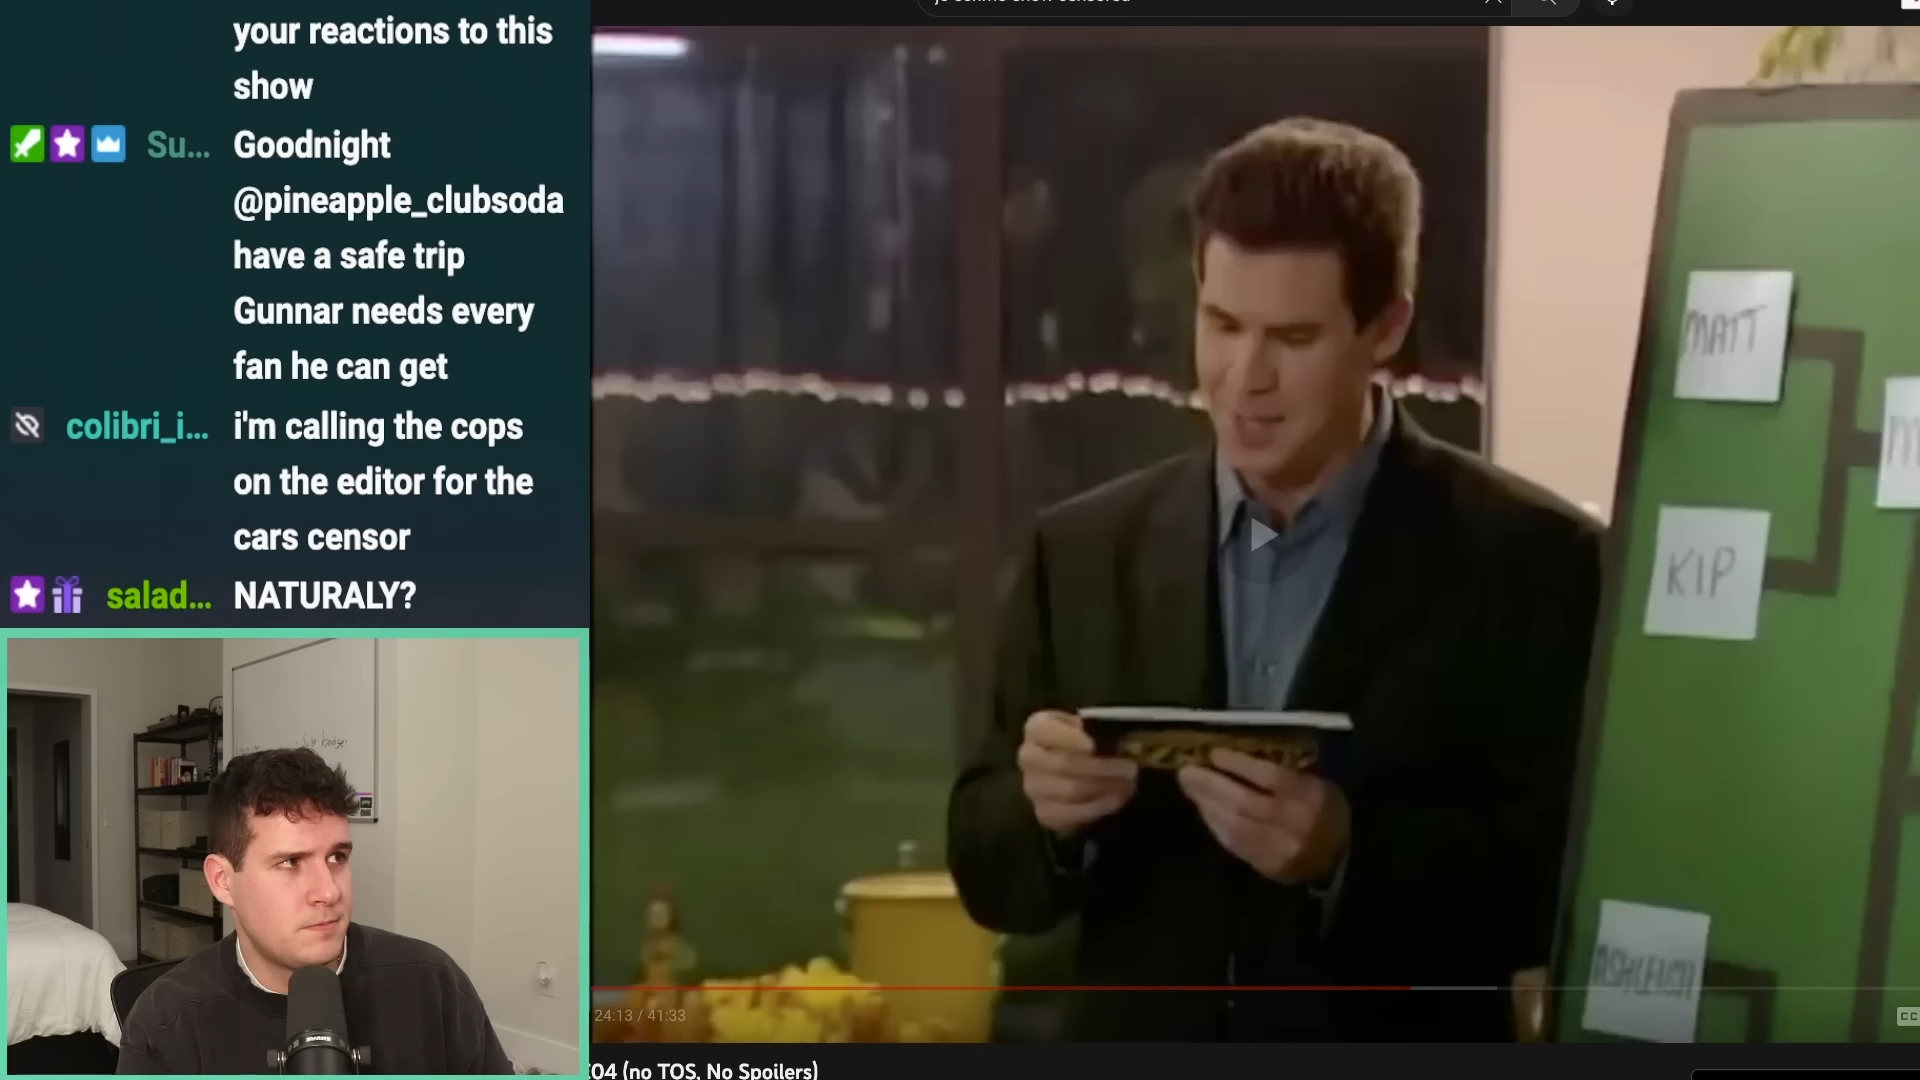 your reactions to this
show
Su... Goodnight
@pineapple_clubsoda
have a safe trip
Gunnar needs every
fan he can get
colibri_i... i'm calling the cops
on the editor for the
cars censor
salad... NATURALY?
MATT
KIP
ASHLEIGH
24:13 / 41:33
CC
04 (no TOS, No Spoilers)